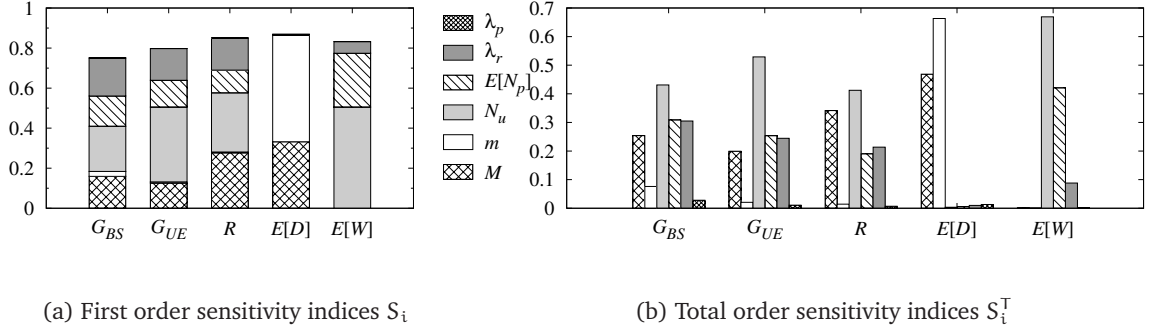 1
0.8
0.6
0.4
0.2
0
G_BS G_UE R E[D] E[W]
λ_p
λ_r
E[N_p]
N_u
m
M
0.7
0.6
0.5
0.4
0.3
0.2
0.1
0
G_BS G_UE R E[D] E[W]
(a) First order sensitivity indices S_i
(b) Total order sensitivity indices S_i^T